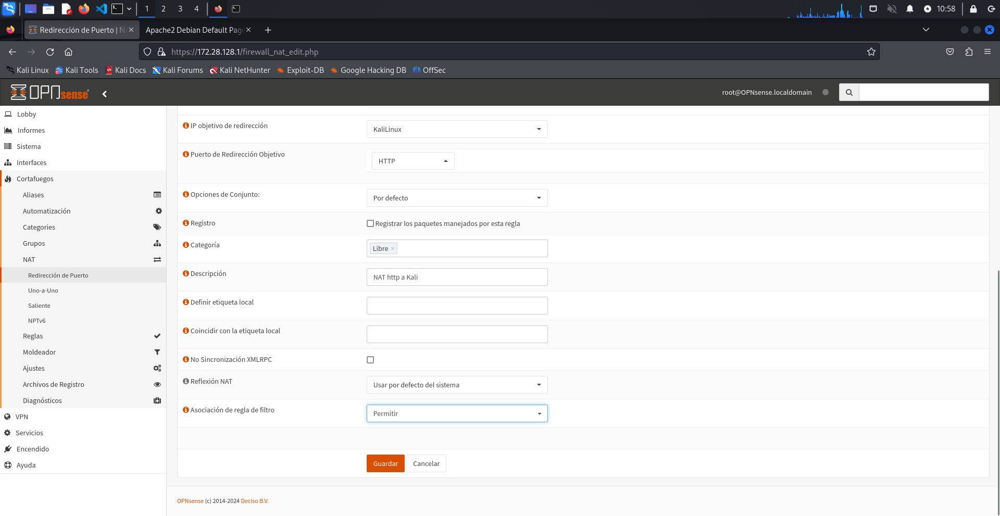 1 2 3 4
10:58
Redirección de Puerto | N
Apache2 Debian Default Pag
https://172.28.128.1/firewall_nat_edit.php
Kali Linux Kali Tools Kali Docs Kali Forums Kali NetHunter Exploit-DB Google Hacking DB OffSec
OPNsense
root@OPNsense.localdomain
Lobby
Informes
Sistema
Interfaces
Cortafuegos
Aliases
Automatización
Categories
Grupos
NAT
Redirección de Puerto
Uno-a-Uno
Saliente
NPTv6
Reglas
Moldeador
Ajustes
Archivos de Registro
Diagnósticos
VPN
Servicios
Encendido
Ayuda
IP objetivo de redirección KaliLinux
Puerto de Redirección Objetivo HTTP
Opciones de Conjunto: Por defecto
Registro Registrar los paquetes manejados por esta regla
Categoría Libre ×
Descripción NAT http a Kali
Definir etiqueta local
Coincidir con la etiqueta local
No Sincronización XMLRPC
Reflexión NAT Usar por defecto del sistema
Asociación de regla de filtro Permitir
Guardar Cancelar
OPNsense (c) 2014-2024 Deciso B.V.